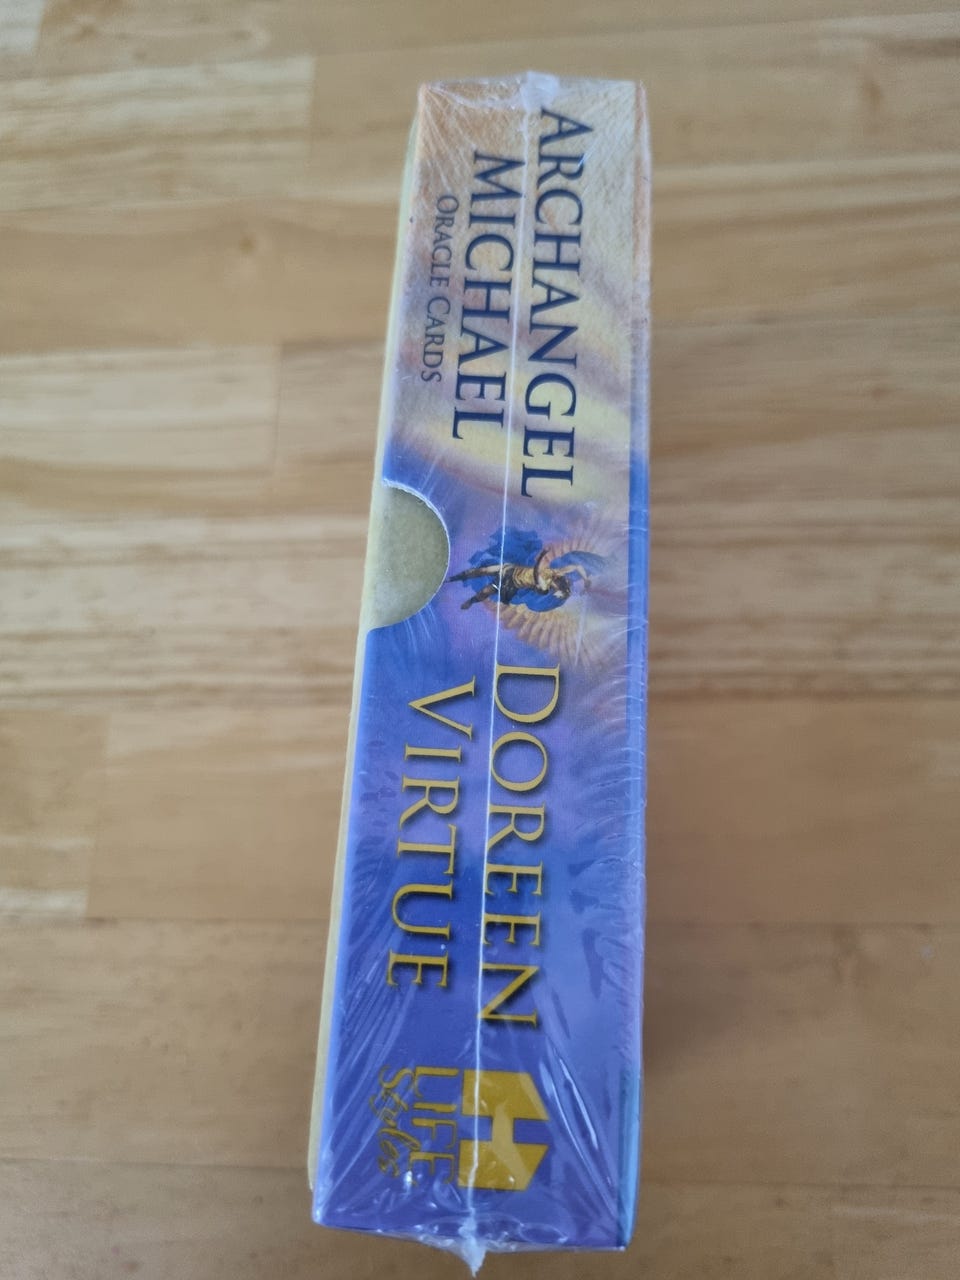 ARCHANGEL
MICHAEL
ORACLE CARDS
DOREEN
VIRTUE
H
LIFE
Styles